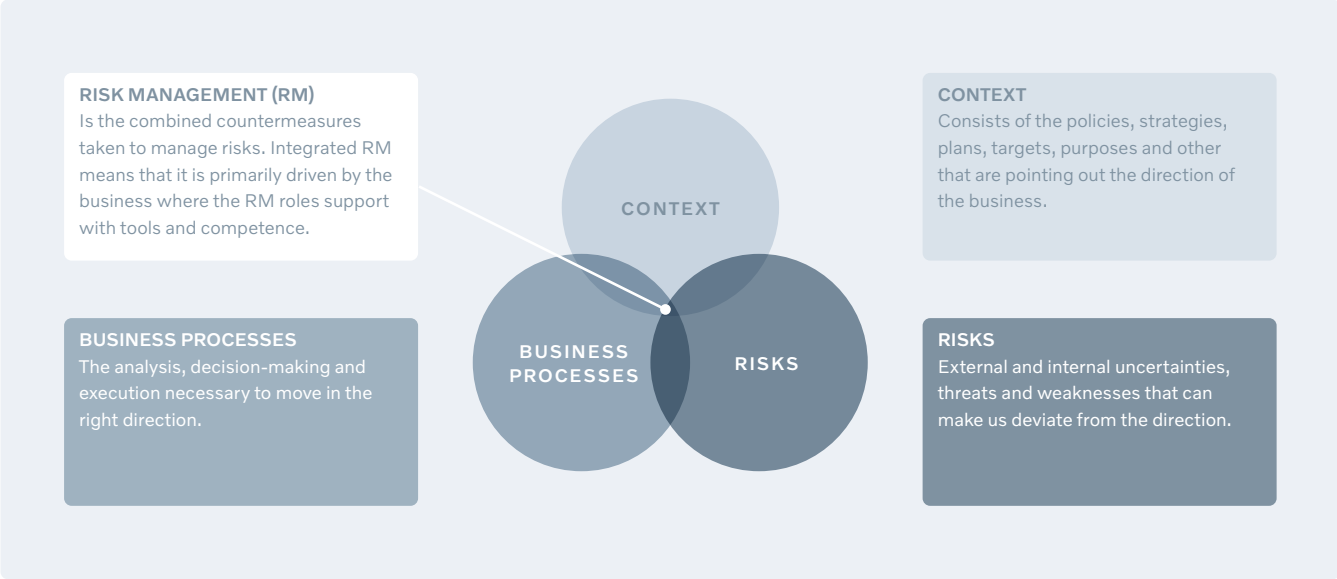 RISK MANAGEMENT (RM)
Is the combined countermeasures
taken to manage risks. Integrated RM
means that it is primarily driven by the
business where the RM roles support
with tools and competence.
BUSINESS PROCESSES
The analysis, decision-making and
execution necessary to move in the
right direction.
CONTEXT
BUSINESS
PROCESSES
RISKS
CONTEXT
Consists of the policies, strategies,
plans, targets, purposes and other
that are pointing out the direction of
the business.
RISKS
External and internal uncertainties,
threats and weaknesses that can
make us deviate from the direction.